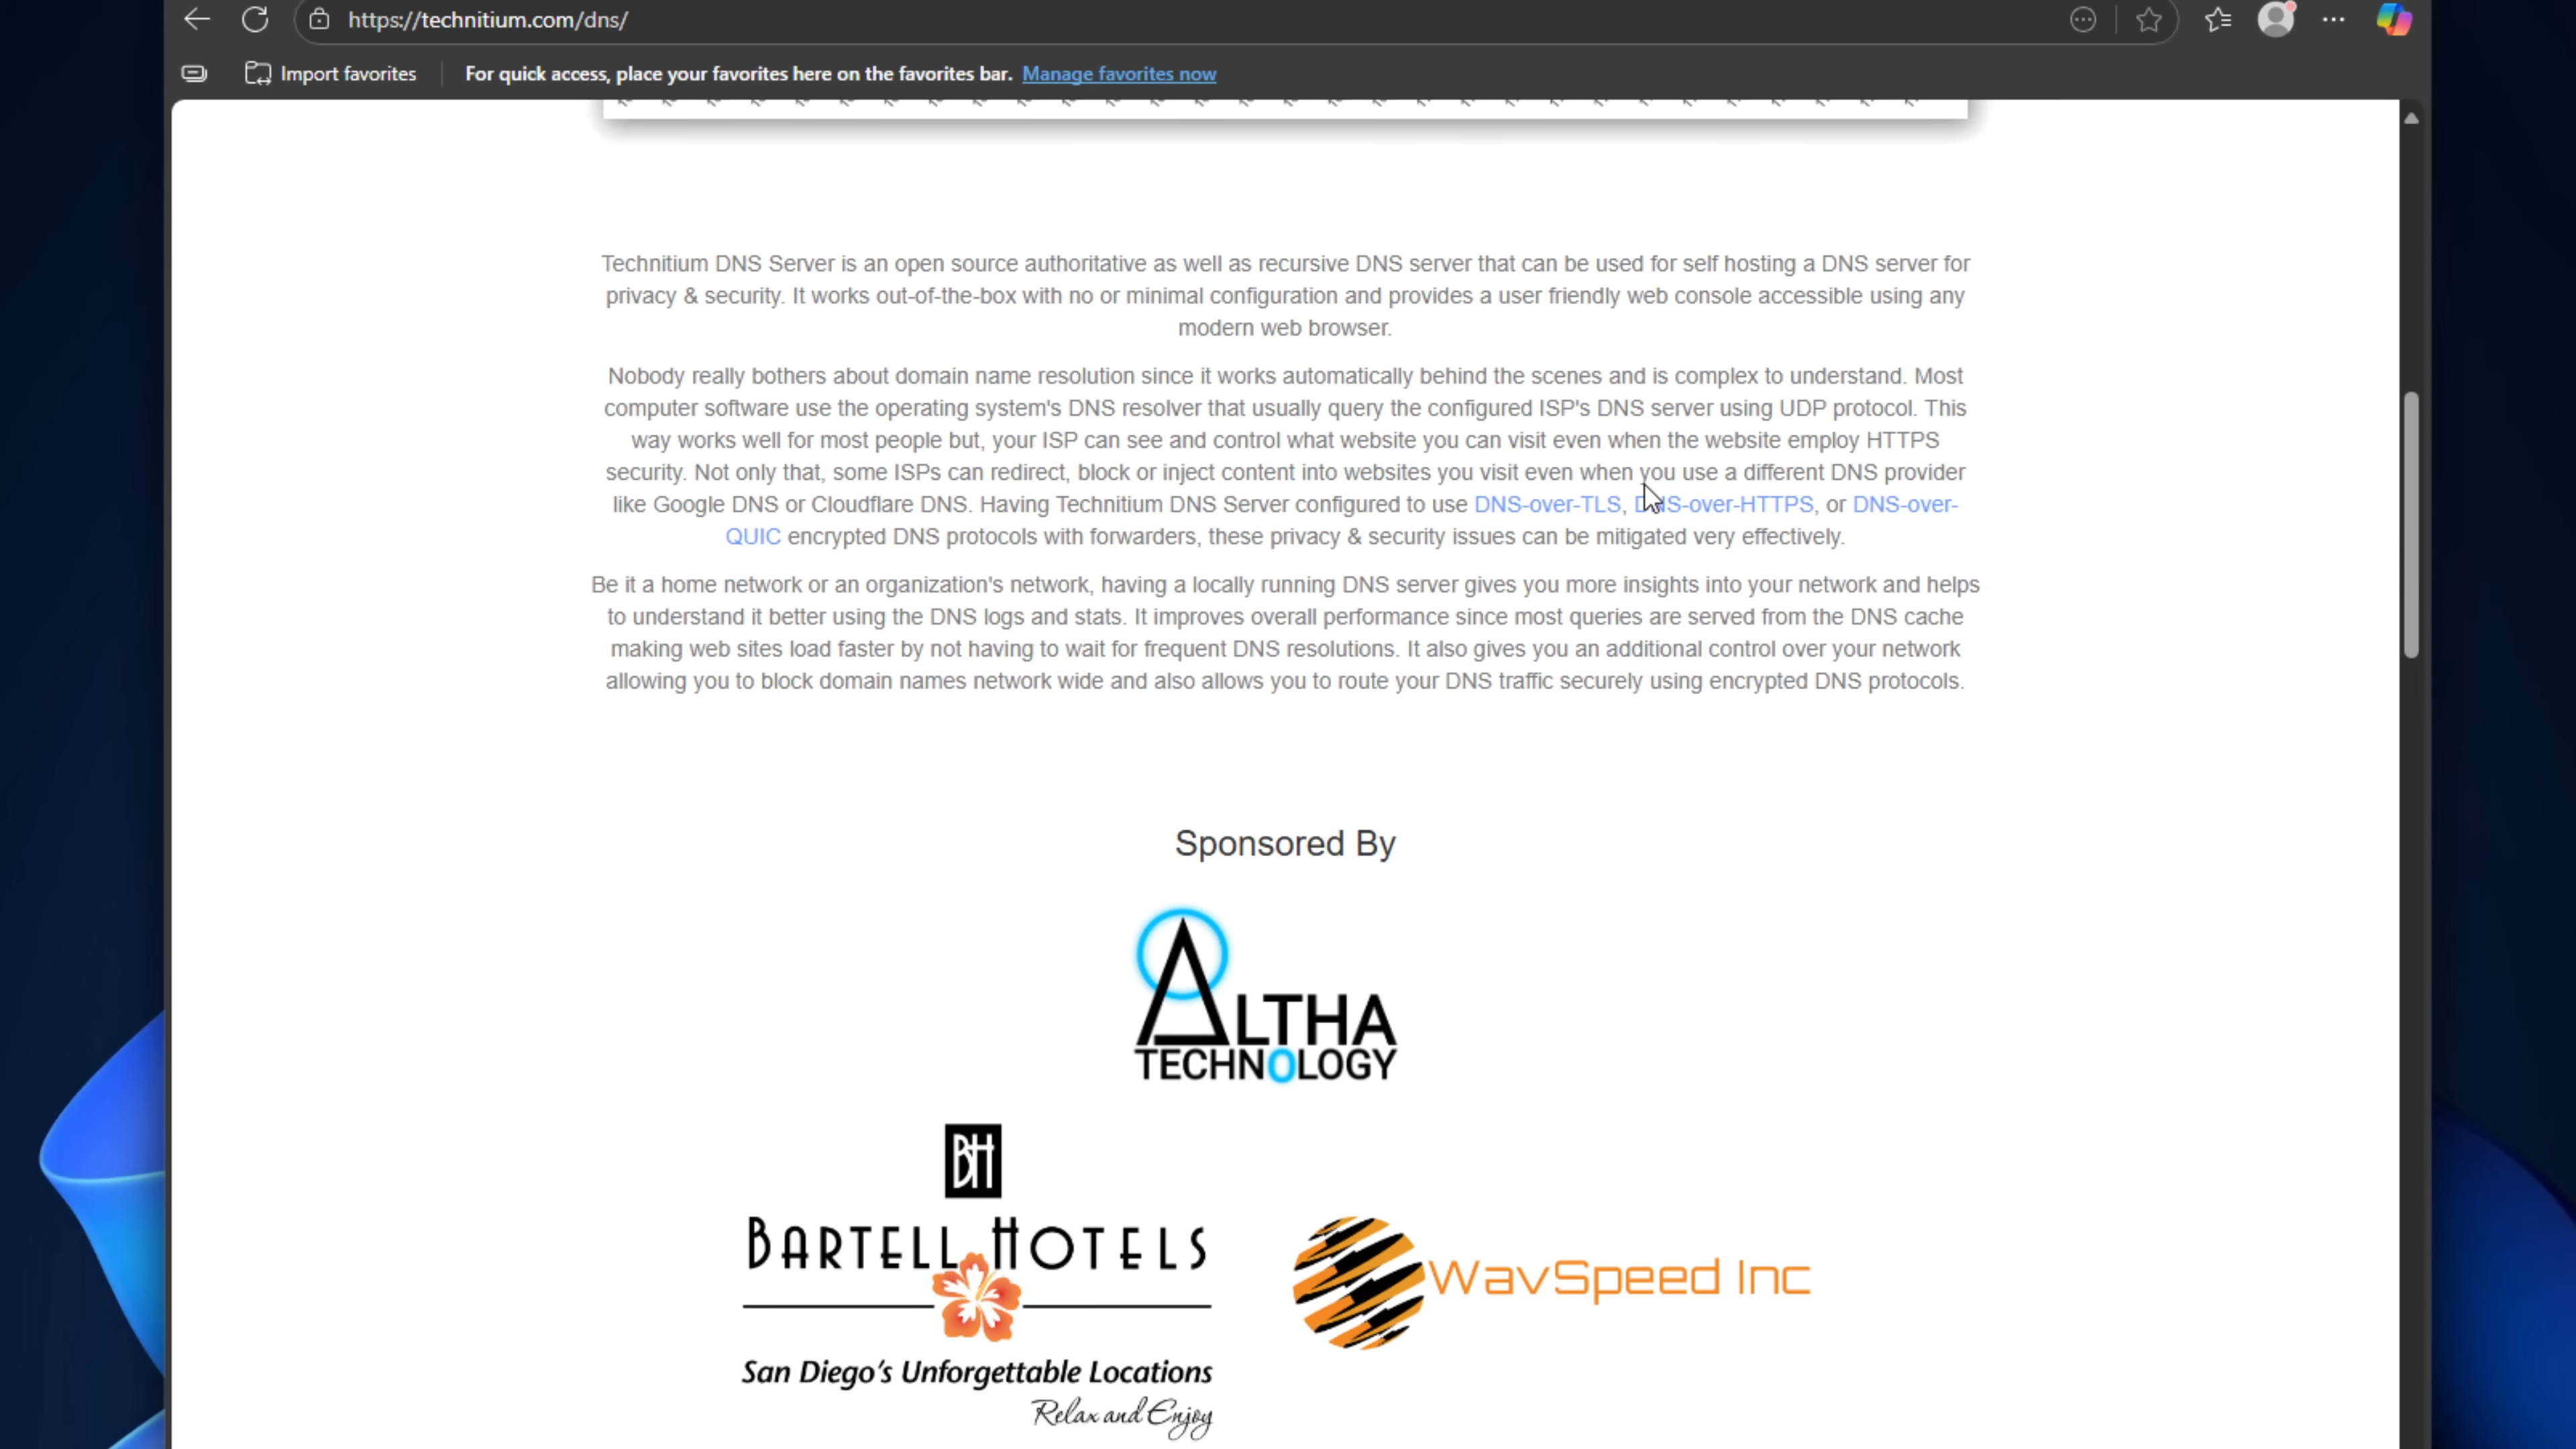 https://technitium.com/dns/
Import favorites
For quick access, place your favorites here on the favorites bar. Manage favorites now
Technitium DNS Server is an open source authoritative as well as recursive DNS server that can be used for self hosting a DNS server for
privacy & security. It works out-of-the-box with no or minimal configuration and provides a user friendly web console accessible using any
modern web browser.
Nobody really bothers about domain name resolution since it works automatically behind the scenes and is complex to understand. Most
computer software use the operating system's DNS resolver that usually query the configured ISP's DNS server using UDP protocol. This
way works well for most people but, your ISP can see and control what website you can visit even when the website employ HTTPS
security. Not only that, some ISPs can redirect, block or inject content into websites you visit even when you use a different DNS provider
like Google DNS or Cloudflare DNS. Having Technitium DNS Server configured to use DNS-over-TLS, DNS-over-HTTPS, or DNS-over-
QUIC encrypted DNS protocols with forwarders, these privacy & security issues can be mitigated very effectively.
Be it a home network or an organization's network, having a locally running DNS server gives you more insights into your network and helps
to understand it better using the DNS logs and stats. It improves overall performance since most queries are served from the DNS cache
making web sites load faster by not having to wait for frequent DNS resolutions. It also gives you an additional control over your network
allowing you to block domain names network wide and also allows you to route your DNS traffic securely using encrypted DNS protocols.
Sponsored By
ALTHA
TECHNOLOGY
BH
BARTELL HOTELS
San Diego's Unforgettable Locations
Relax and Enjoy
WavSpeed Inc